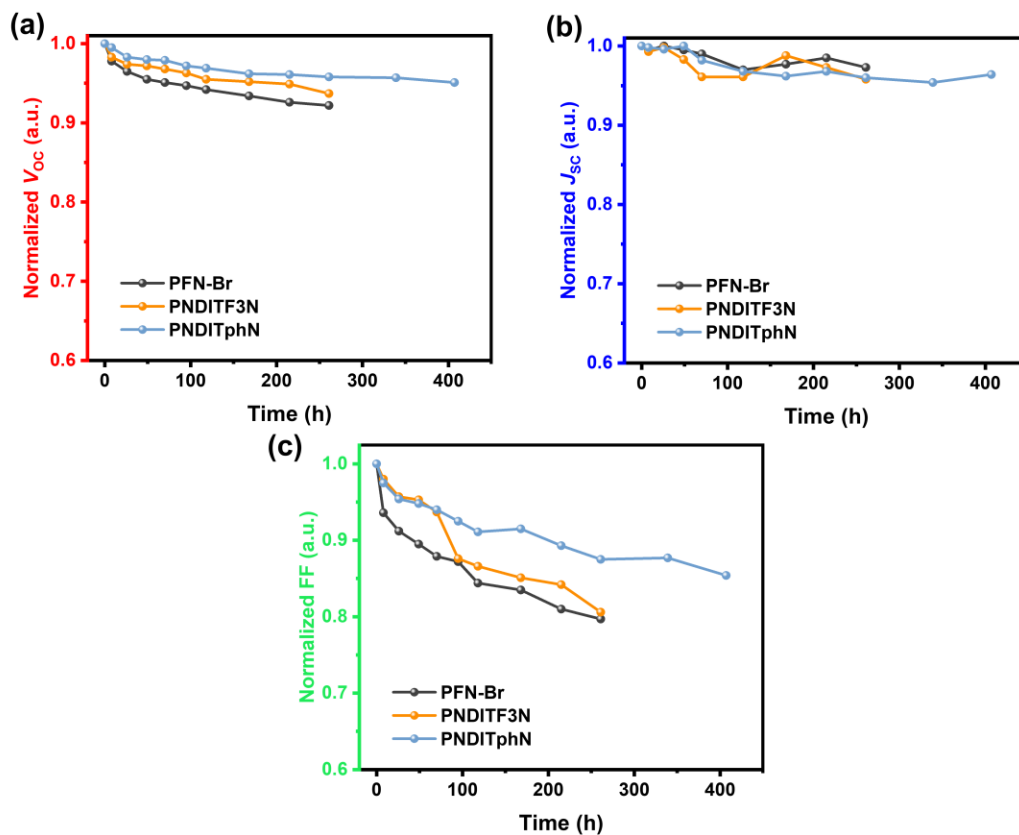 (a)
1.0
0.9
0.8
0.7
0.6
Normalized VOC (a.u.)
PFN-Br
PNDITF3N
PNDITphN
0 100 200 300 400
Time (h)
(b)
1.0
0.9
0.8
0.7
0.6
Normalized JSC (a.u.)
PFN-Br
PNDITF3N
PNDITphN
0 100 200 300 400
Time (h)
(c)
1.0
0.9
0.8
0.7
0.6
Normalized FF (a.u.)
PFN-Br
PNDITF3N
PNDITphN
0 100 200 300 400
Time (h)